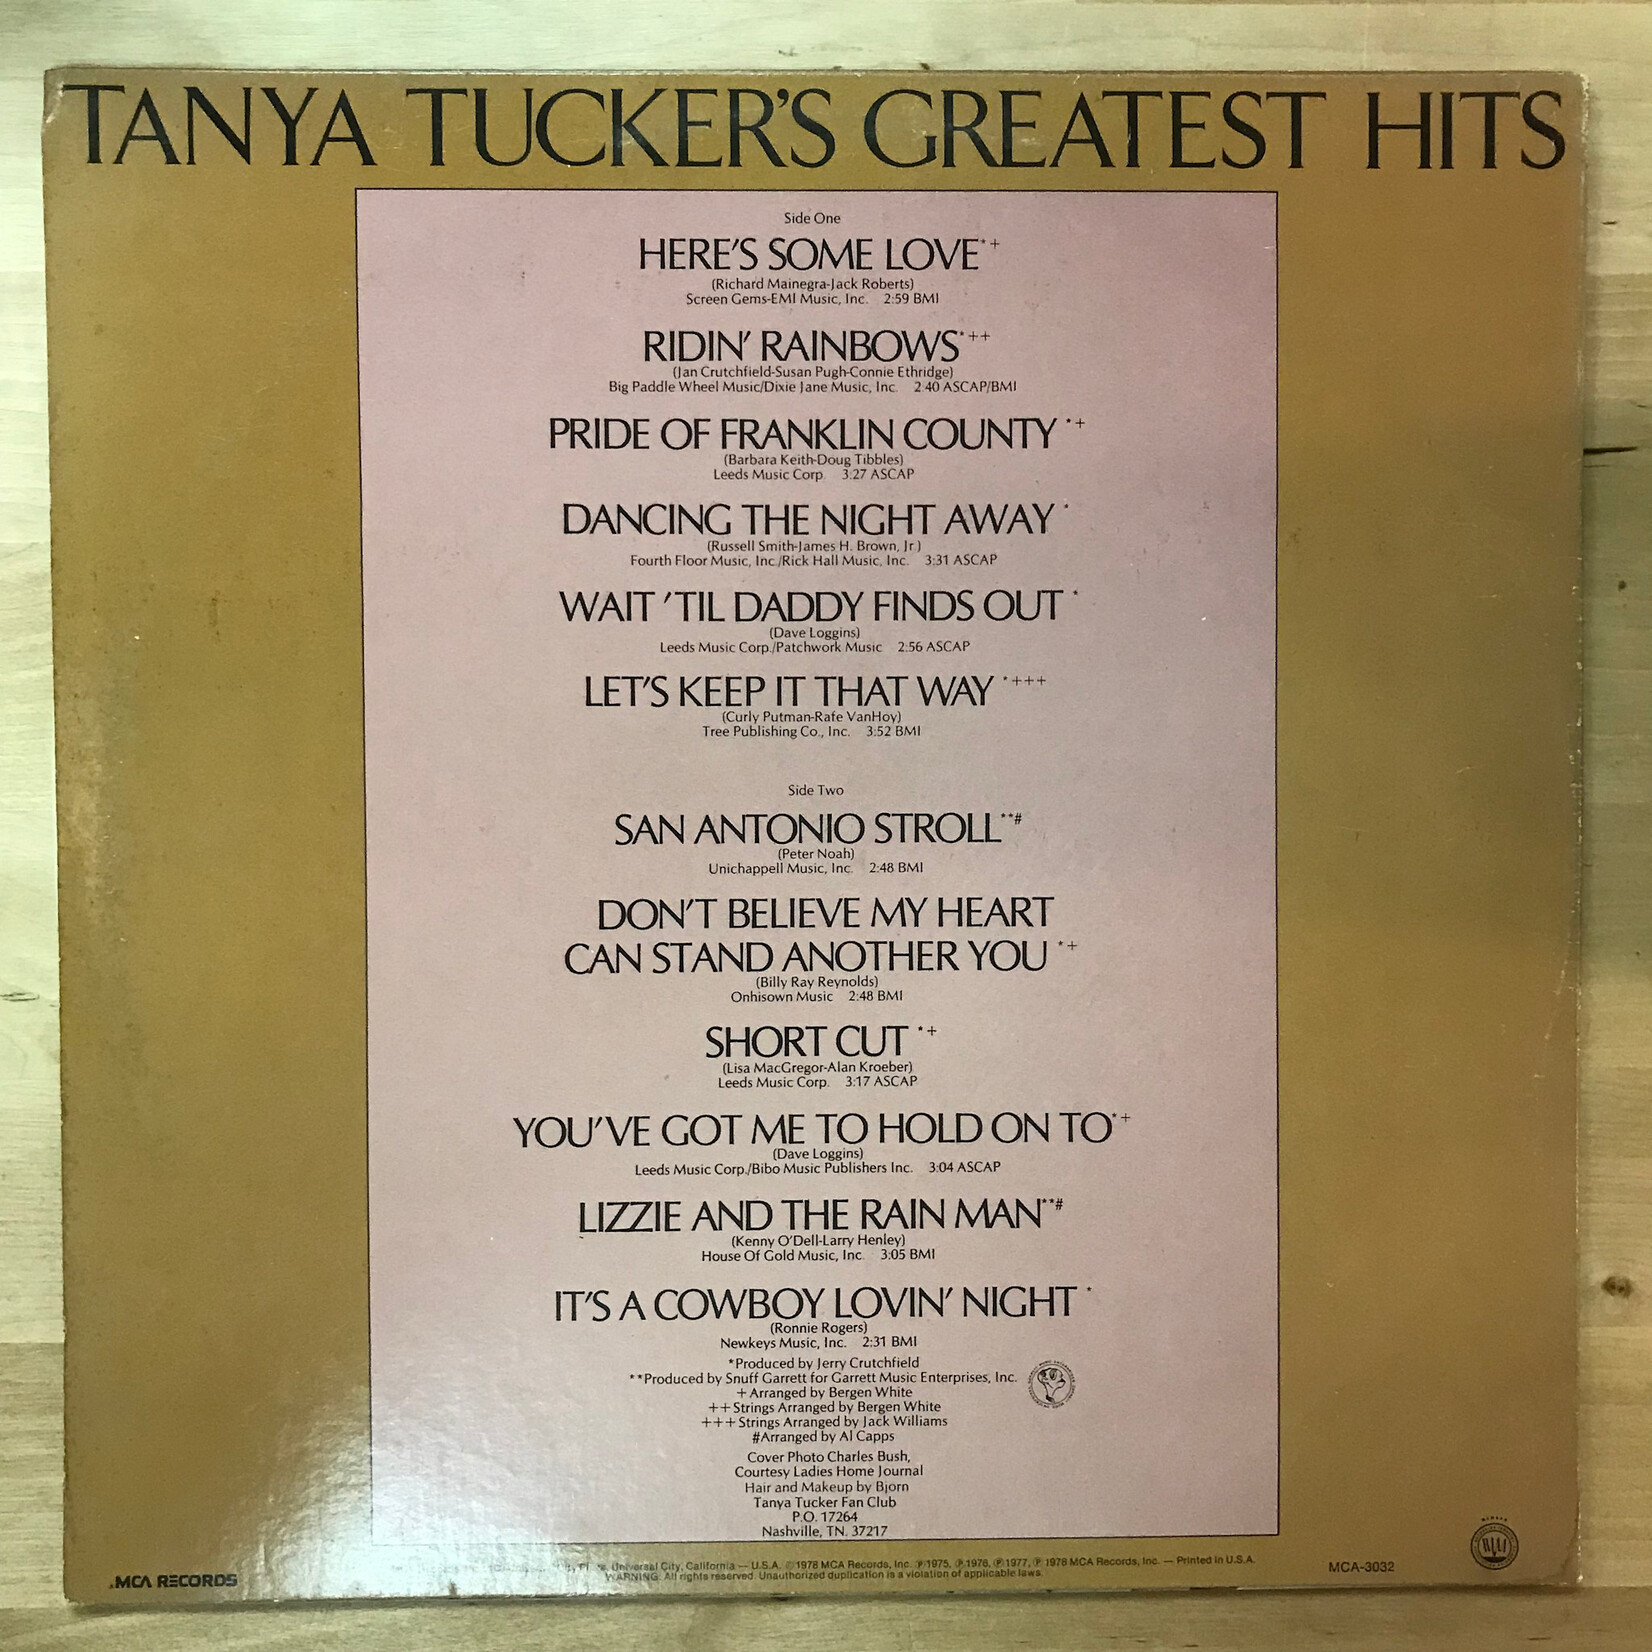 TANYA TUCKER'S GREATEST HITS
Side One
HERE'S SOME LOVE*+
(Richard Mainegra-Jack Roberts)
Screen Gems-EMI Music, Inc. 2:59 BMI
RIDIN' RAINBOWS*++
(Jan Crutchfield-Susan Pugh-Connie Ethridge)
Big Paddle Wheel Music/Dixie Jane Music, Inc. 2:40 ASCAP/BMI
PRIDE OF FRANKLIN COUNTY *+
(Barbara Keith-Doug Tibbles)
Leeds Music Corp. 3:27 ASCAP
DANCING THE NIGHT AWAY *
(Russell Smith-James H. Brown, Jr.)
Fourth Floor Music, Inc./Rick Hall Music, Inc. 3:31 ASCAP
WAIT 'TIL DADDY FINDS OUT *
(Dave Loggins)
Leeds Music Corp./Patchwork Music 2:56 ASCAP
LET'S KEEP IT THAT WAY *+++
(Curly Putman-Rafe VanHoy)
Tree Publishing Co., Inc. 3:52 BMI
Side Two
SAN ANTONIO STROLL**#
(Peter Noah)
Unichappell Music, Inc. 2:48 BMI
DON'T BELIEVE MY HEART
CAN STAND ANOTHER YOU *+
(Billy Ray Reynolds)
Onhisown Music 2:48 BMI
SHORT CUT *+
(Lisa MacGregor-Alan Kroeber)
Leeds Music Corp. 3:17 ASCAP
YOU'VE GOT ME TO HOLD ON TO*+
(Dave Loggins)
Leeds Music Corp./Bibo Music Publishers Inc. 3:04 ASCAP
LIZZIE AND THE RAIN MAN**#
(Kenny O'Dell-Larry Henley)
House Of Gold Music, Inc. 3:05 BMI
IT'S A COWBOY LOVIN' NIGHT *
(Ronnie Rogers)
Newkeys Music, Inc. 2:31 BMI
*Produced by Jerry Crutchfield
**Produced by Snuff Garrett for Garrett Music Enterprises, Inc.
+Arranged by Bergen White
++Strings Arranged by Bergen White
+++Strings Arranged by Jack Williams
#Arranged by Al Capps
Cover Photo Charles Bush,
Courtesy Ladies Home Journal
Hair and Makeup by Bjorn
Tanya Tucker Fan Club
P.O. 17264
Nashville, TN. 37217
Universal City, California — U.S.A. ©1978 MCA Records, Inc. ℗1975, ℗1976, ℗1977, ℗1978 MCA Records, Inc. — Printed in U.S.A.
WARNING: All rights reserved. Unauthorized duplication is a violation of applicable laws.
MCA RECORDS
MCA-3032